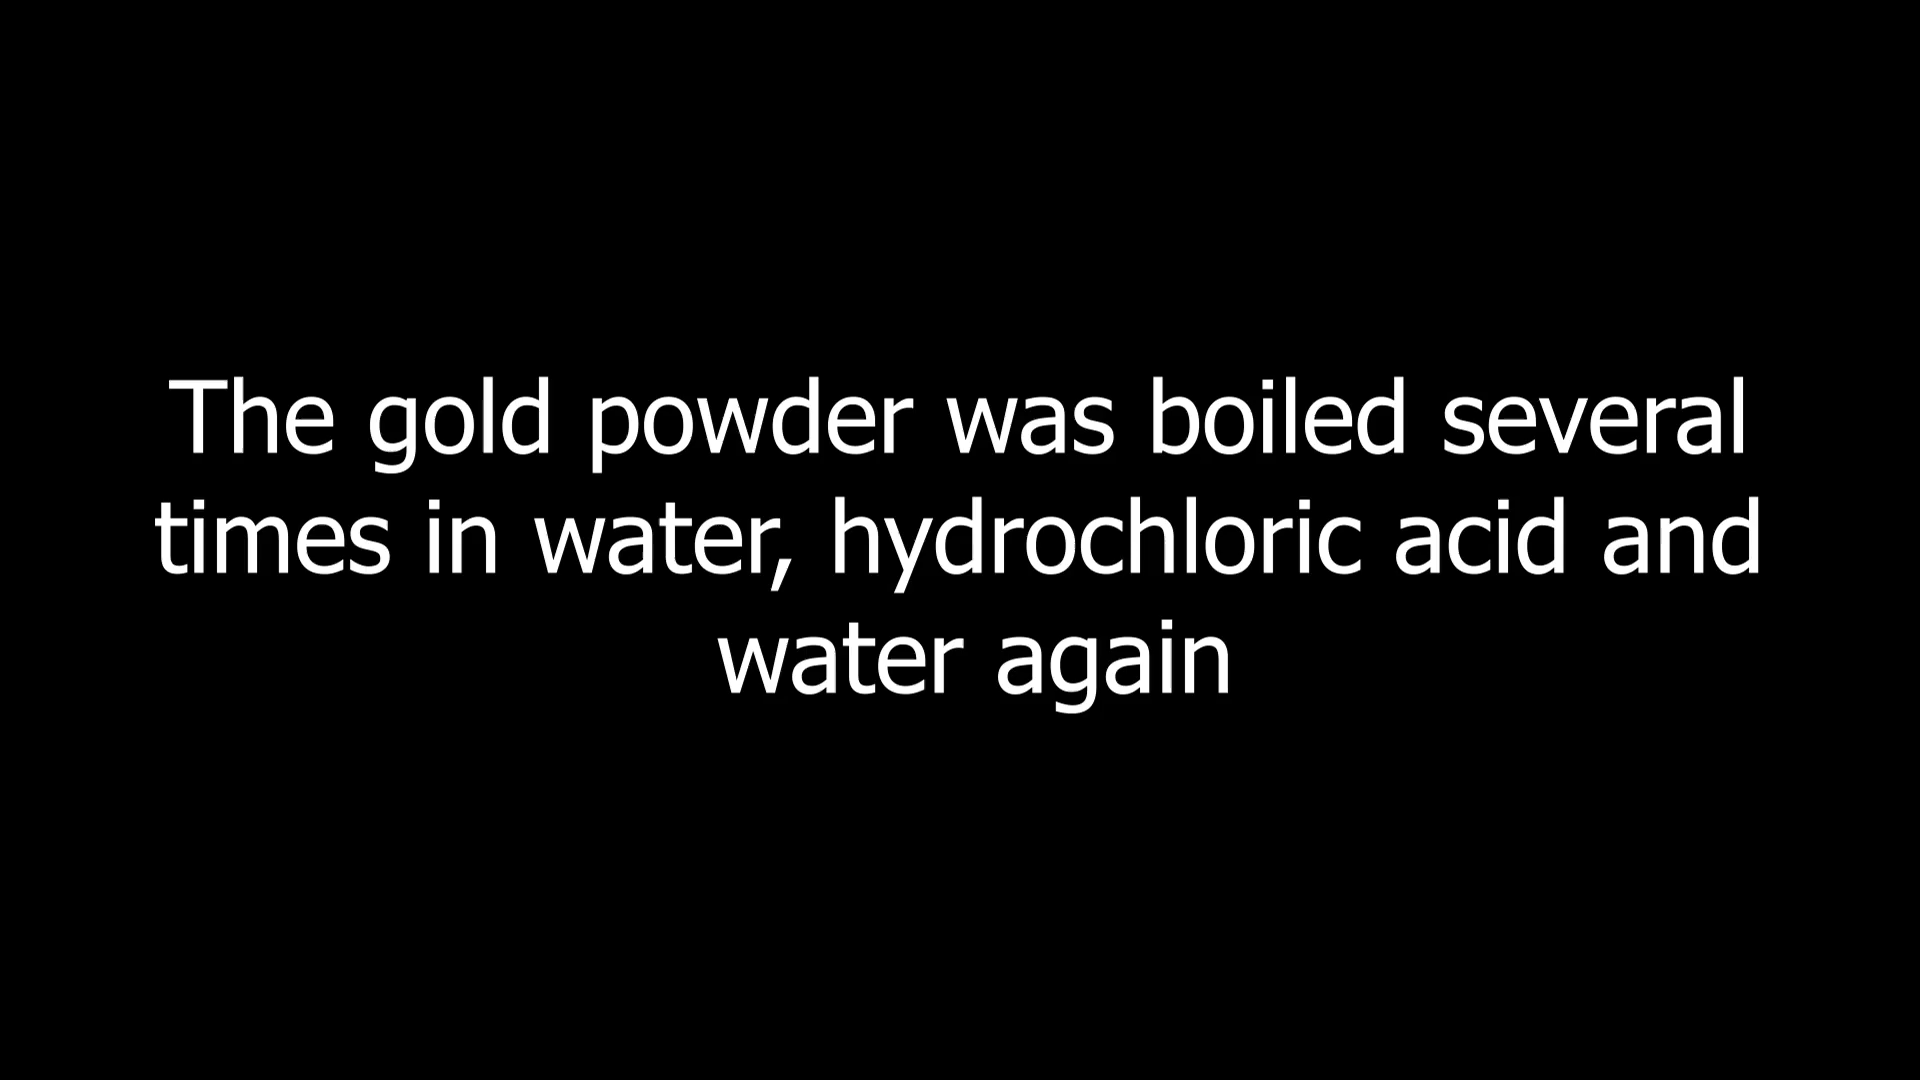 The gold powder was boiled several
times in water, hydrochloric acid and
water again